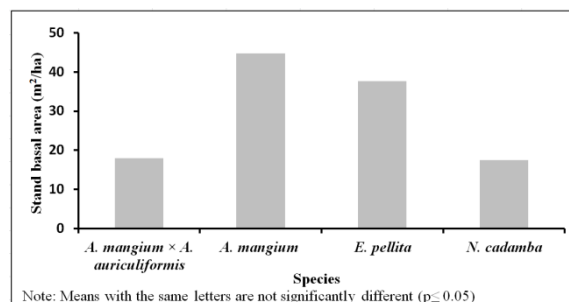 50
40
30
20
10
0
Stand basal area (m²/ha)
A. mangium × A. auriculiformis
A. mangium
E. pellita
N. cadamba
Species
Note: Means with the same letters are not significantly different (p≤0.05)